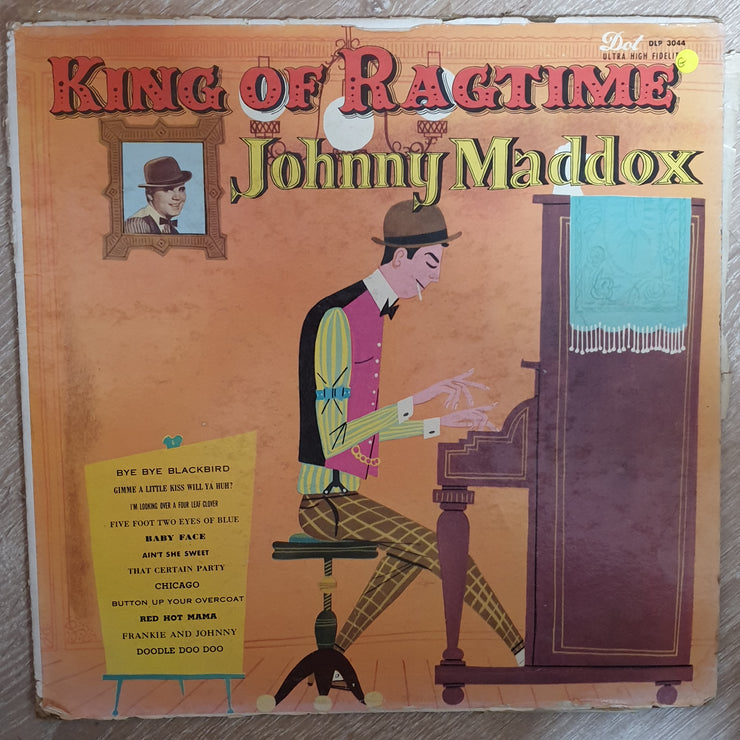 Dot DLP 3044
ULTRA HIGH FIDELI
G
KING OF RAGTIME
Johnny Maddox
BYE BYE BLACKBIRD
GIMME A LITTLE KISS WILL YA HUH?
I'M LOOKING OVER A FOUR LEAF CLOVER
FIVE FOOT TWO EYES OF BLUE
BABY FACE
AIN'T SHE SWEET
THAT CERTAIN PARTY
CHICAGO
BUTTON UP YOUR OVERCOAT
RED HOT MAMA
FRANKIE AND JOHNNY
DOODLE DOO DOO